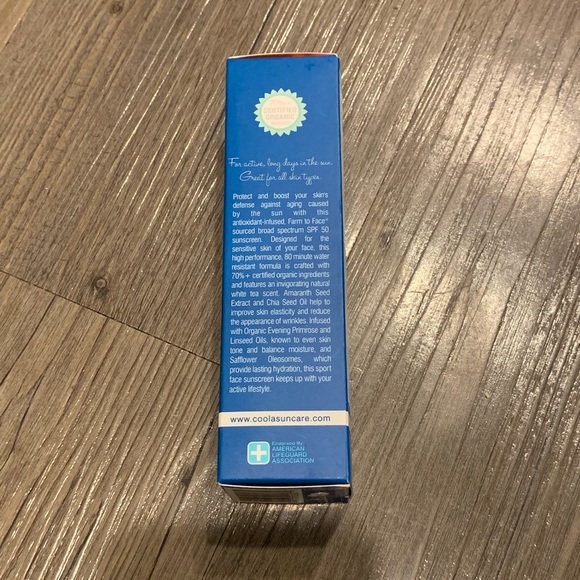 CERTIFIED
ORGANIC
For active, long days in the sun.
Great for all skin types.
Protect and boost your skin's
defense against aging caused
by the sun with this
antioxidant-infused, Farm to Face®
sourced broad spectrum SPF 50
sunscreen. Designed for the
sensitive skin of your face, this
high performance, 80 minute water
resistant formula is crafted with
70%+ certified organic ingredients
and features an invigorating natural
white tea scent. Amaranth Seed
Extract and Chia Seed Oil help to
improve skin elasticity and reduce
the appearance of wrinkles. Infused
with Organic Evening Primrose and
Linseed Oils, known to even skin
tone and balance moisture, and
Safflower Oleosomes, which
provide lasting hydration, this sport
face sunscreen keeps up with your
active lifestyle.
www.coolasuncare.com
Endorsed By:
AMERICAN
LIFEGUARD
ASSOCIATION